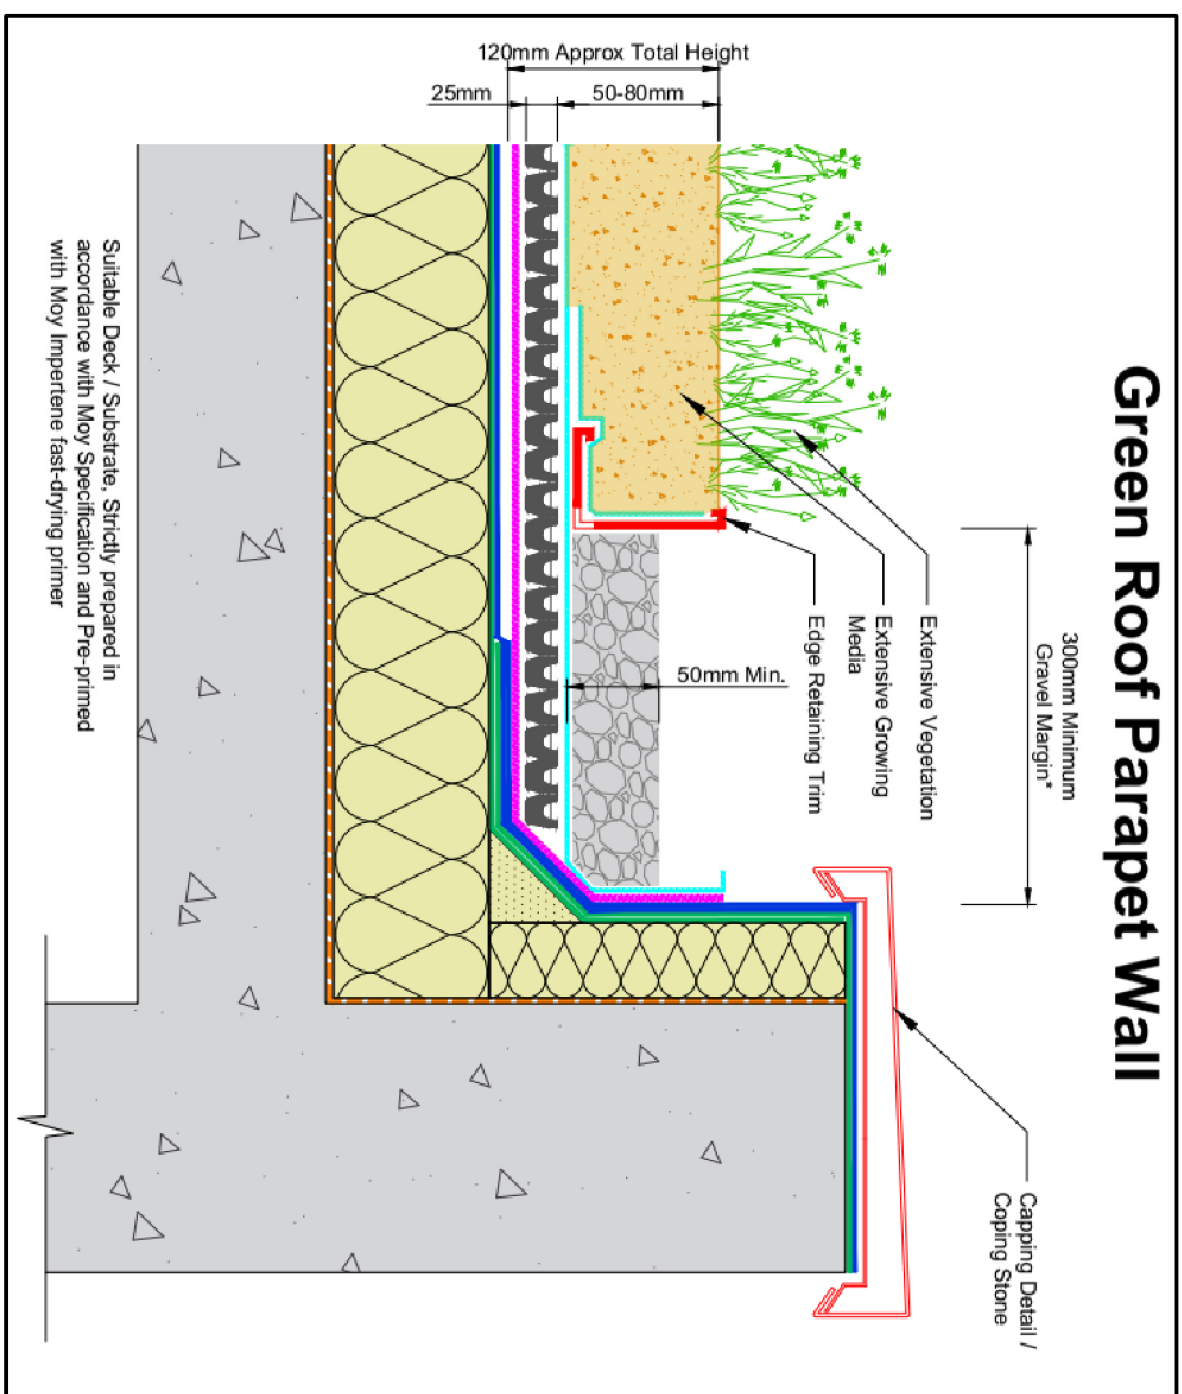 Green Roof Parapet Wall
120mm Approx Total Height
25mm
50-80mm
300mm Minimum
Gravel Margin*
Extensive Vegetation
Extensive Growing
Media
Edge Retaining Trim
50mm Min.
Capping Detail /
Coping Stone
Suitable Deck / Substrate, Strictly prepared in
accordance with Moy Specification and Pre-primed
with Moy Impertene fast-drying primer